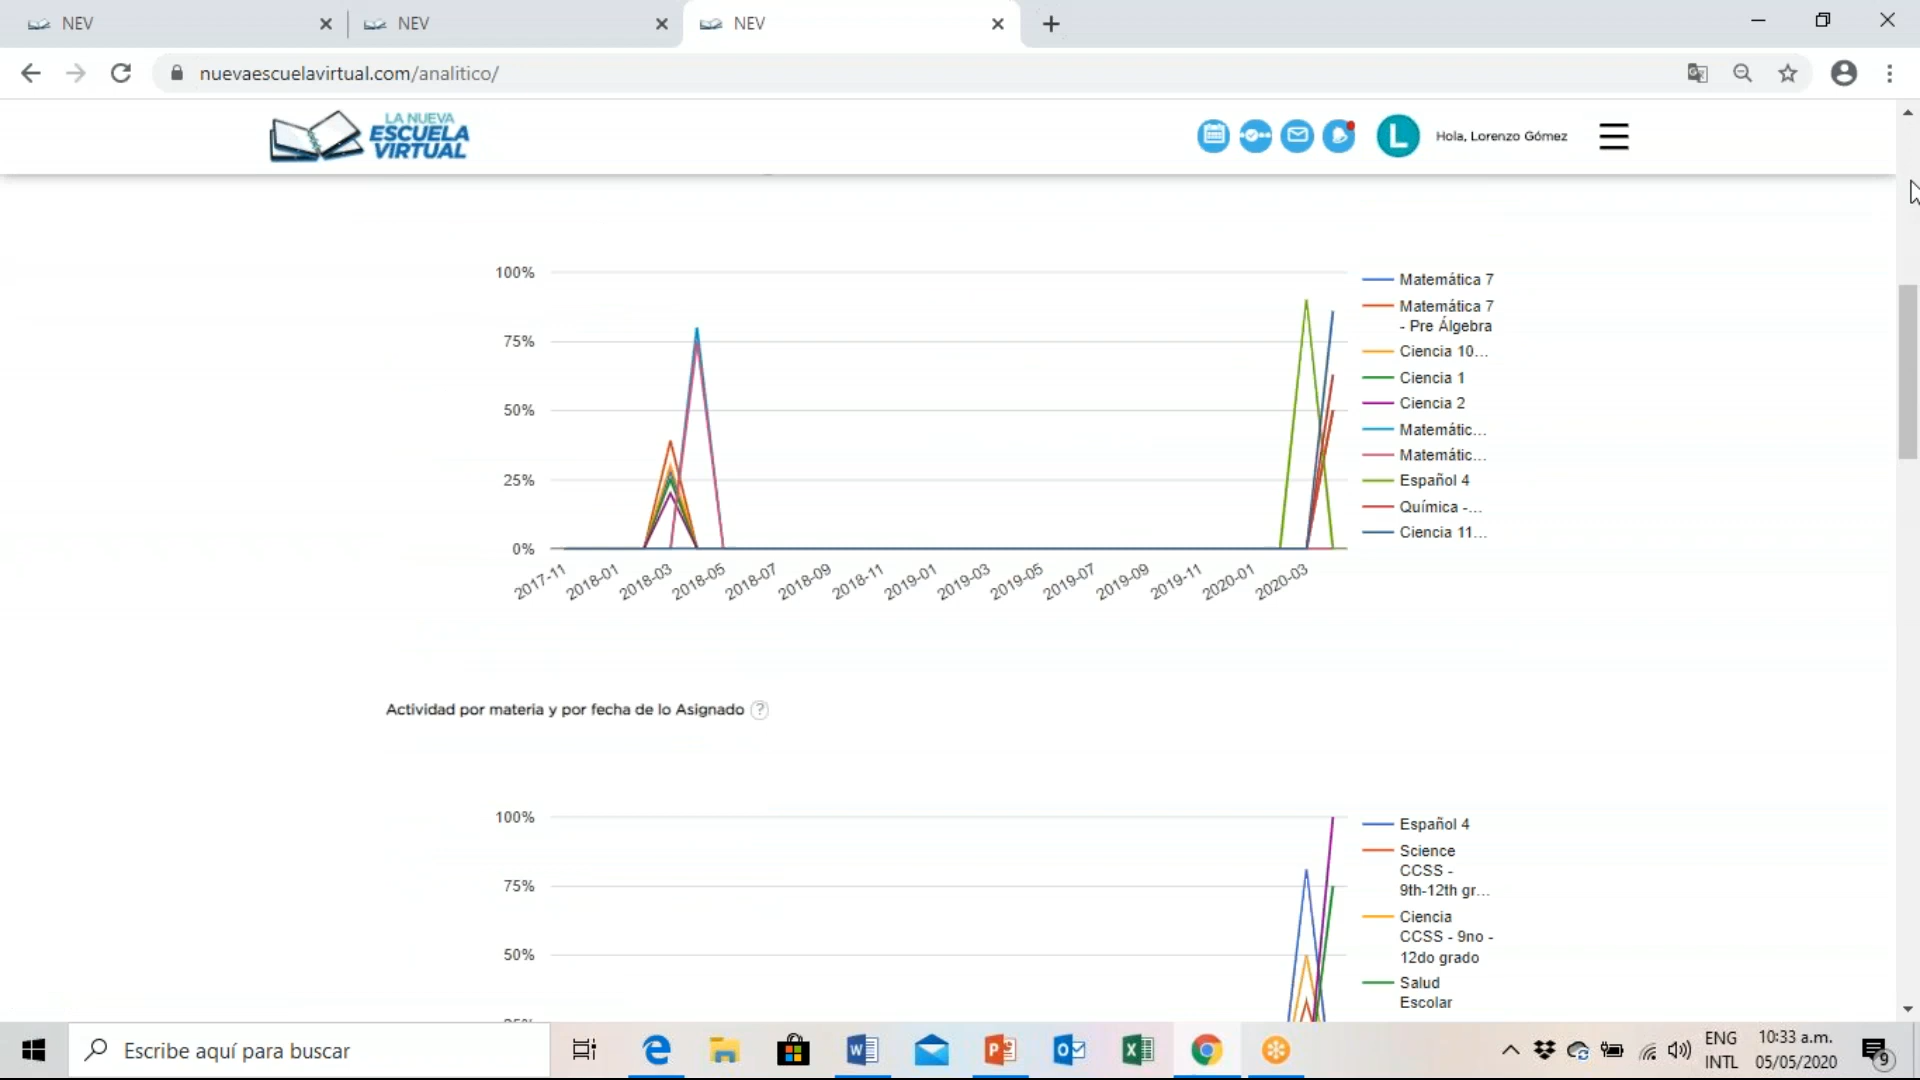 NEV
NEV
NEV
nuevaescuelavirtual.com/analitico/
LA NUEVA
ESCUELA
VIRTUAL
L
Hola, Lorenzo Gómez
100%
75%
50%
25%
0%
2017-11
2018-01
2018-03
2018-05
2018-07
2018-09
2018-11
2019-01
2019-03
2019-05
2019-07
2019-09
2019-11
2020-01
2020-03
Matemática 7
Matemática 7
- Pre Álgebra
Ciencia 10...
Ciencia 1
Ciencia 2
Matemátic...
Matemátic...
Español 4
Química -...
Ciencia 11...
Actividad por materia y por fecha de lo Asignado ?
100%
75%
50%
Español 4
Science
CCSS -
9th-12th gr...
Ciencia
CCSS - 9no -
12do grado
Salud
Escolar
Escribe aquí para buscar
ENG
INTL
10:33 a.m.
05/05/2020
9